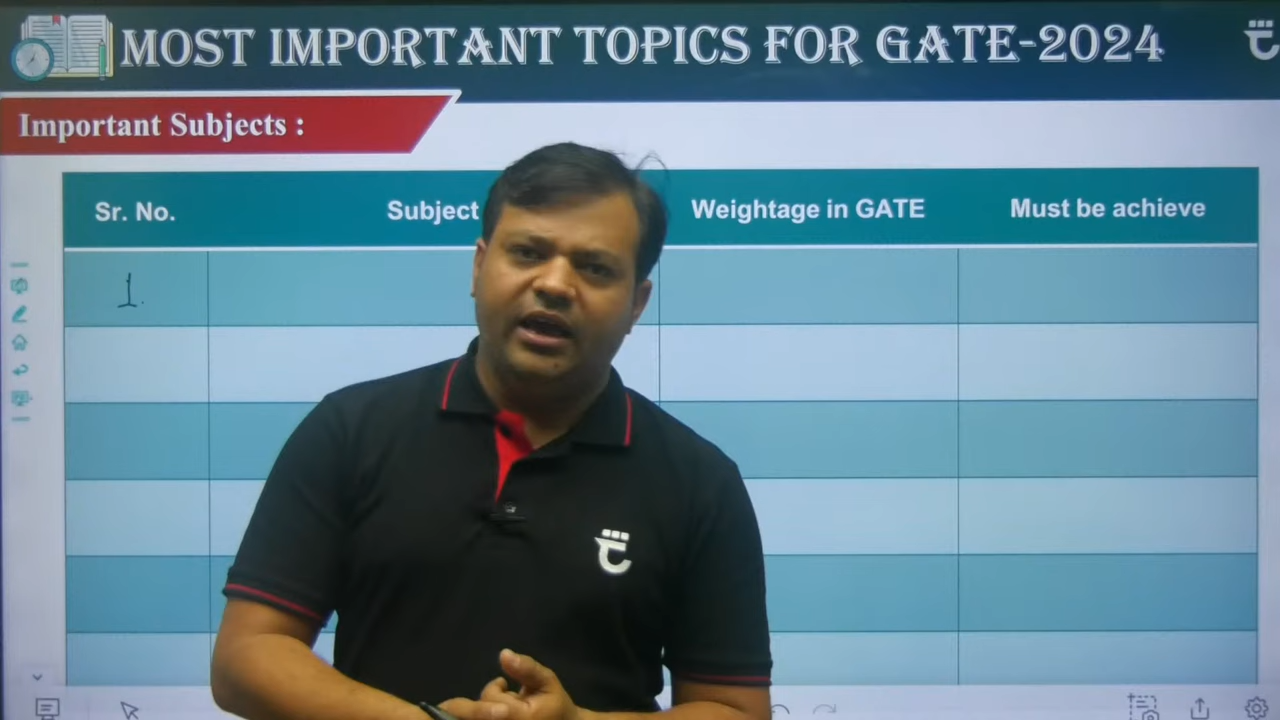 MOST IMPORTANT TOPICS FOR GATE-2024
Important Subjects :
Sr. No. Subject Weightage in GATE Must be achieve
1.